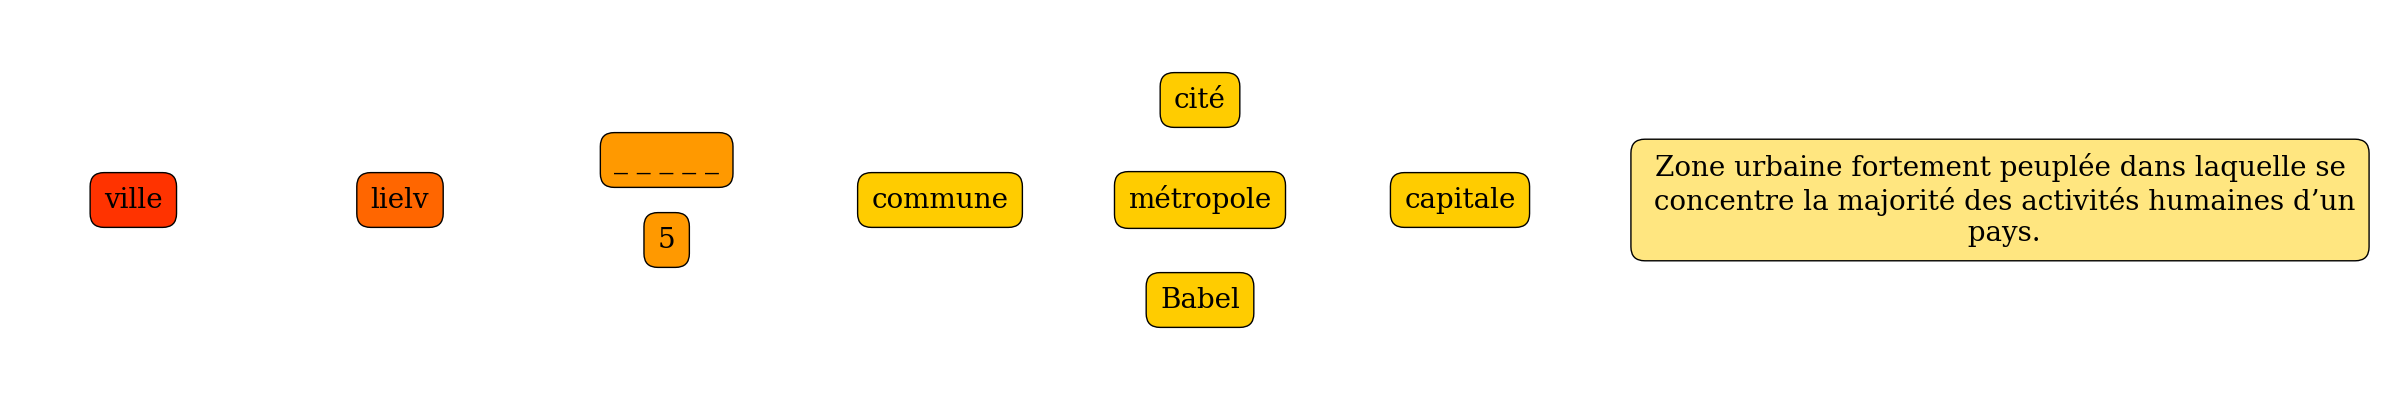 ville
lielv
_ _ _ _ _
5
commune
cité
métropole
Babel
capitale
Zone urbaine fortement peuplée dans laquelle se
concentre la majorité des activités humaines d’un
pays.